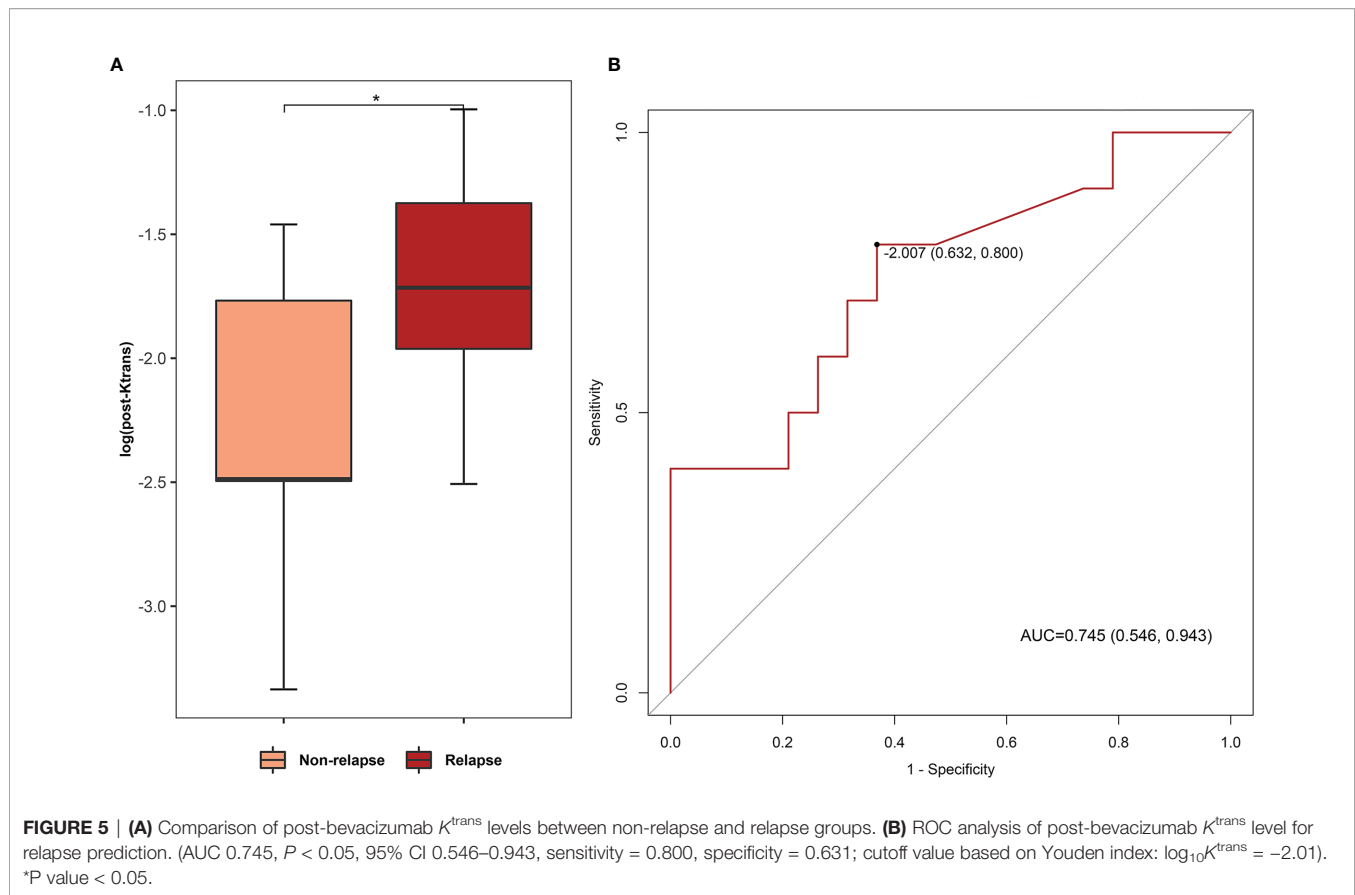 A
B
*
-1.0
-1.5
-2.0
-2.5
-3.0
log(post-Ktrans)
Non-relapse Relapse
1.0
0.5
0.0
Sensitivity
-2.007 (0.632, 0.800)
AUC=0.745 (0.546, 0.943)
0.0 0.2 0.4 0.6 0.8 1.0
1 - Specificity
FIGURE 5 | (A) Comparison of post-bevacizumab Ktrans levels between non-relapse and relapse groups. (B) ROC analysis of post-bevacizumab Ktrans level for
relapse prediction. (AUC 0.745, P < 0.05, 95% CI 0.546–0.943, sensitivity = 0.800, specificity = 0.631; cutoff value based on Youden index: log10Ktrans = −2.01).
*P value < 0.05.